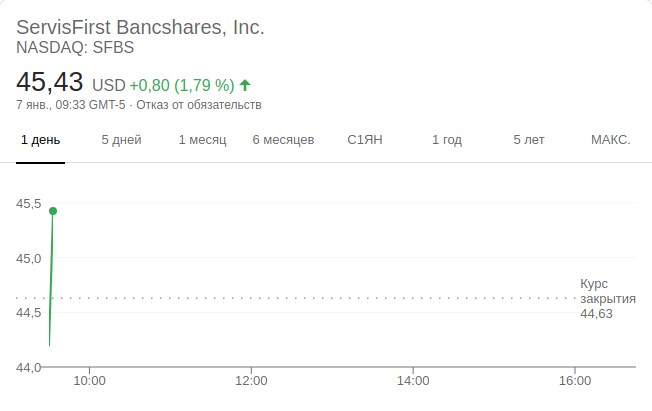 ServisFirst Bancshares, Inc.
NASDAQ: SFBS
45,43 USD +0,80 (1,79 %)
7 янв., 09:33 GMT-5 · Отказ от обязательств
1 день 5 дней 1 месяц 6 месяцев С1ЯН 1 год 5 лет МАКС.
45,5
45,0
Курс
закрытия
44,5
44,63
44,0
10:00 12:00 14:00 16:00